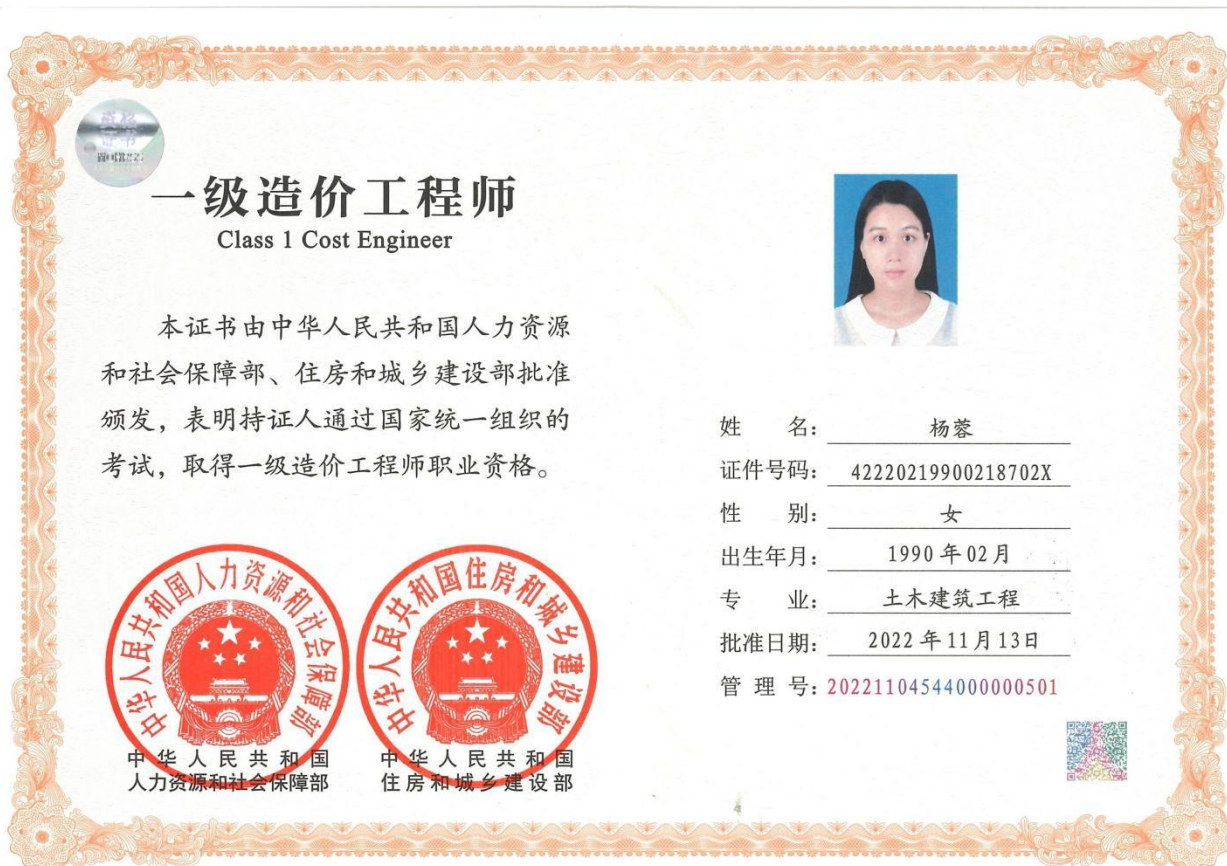 一级造价工程师
Class 1 Cost Engineer
本证书由中华人民共和国人力资源
和社会保障部、住房和城乡建设部批准
颁发，表明持证人通过国家统一组织的
考试，取得一级造价工程师职业资格。
中华人民共和国人力资源和社会保障部
中华人民共和国住房和城乡建设部
中华人民共和国
人力资源和社会保障部
中华人民共和国
住房和城乡建设部
姓名：杨蓉
证件号码：42220219900218702X
性别：女
出生年月：1990年02月
专业：土木建筑工程
批准日期：2022年11月13日
管理号：20221104544000000501